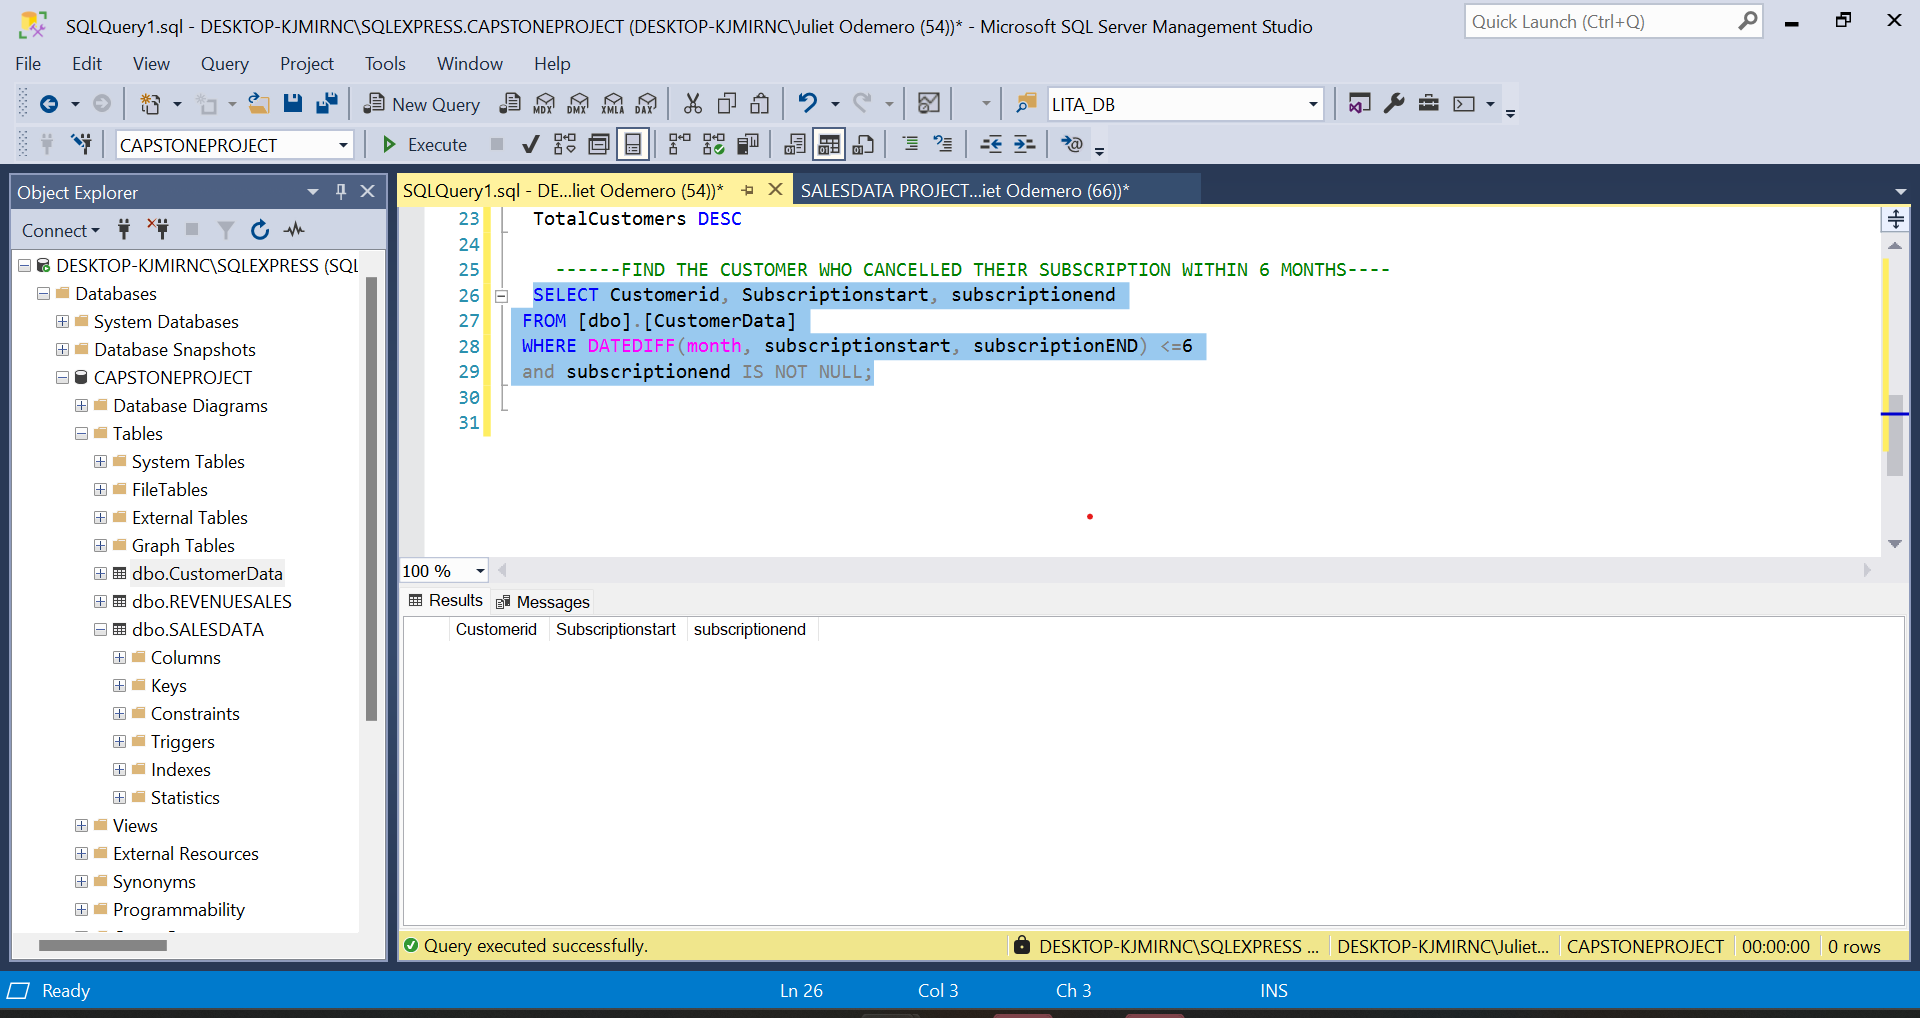 SQLQuery1.sql - DESKTOP-KJMIRNC\SQLEXPRESS.CAPSTONEPROJECT (DESKTOP-KJMIRNC\Juliet Odemero (54))* - Microsoft SQL Server Management Studio
Quick Launch (Ctrl+Q)
File Edit View Query Project Tools Window Help
New Query MDX DMX XMLA DAX LITA_DB
CAPSTONEPROJECT Execute
Object Explorer
Connect
DESKTOP-KJMIRNC\SQLEXPRESS (SQL
Databases
System Databases
Database Snapshots
CAPSTONEPROJECT
Database Diagrams
Tables
System Tables
FileTables
External Tables
Graph Tables
dbo.CustomerData
dbo.REVENUESALES
dbo.SALESDATA
Columns
Keys
Constraints
Triggers
Indexes
Statistics
Views
External Resources
Synonyms
Programmability
SQLQuery1.sql - DE...liet Odemero (54))* SALESDATA PROJECT...iet Odemero (66))*
23 TotalCustomers DESC
24
25 ------FIND THE CUSTOMER WHO CANCELLED THEIR SUBSCRIPTION WITHIN 6 MONTHS----
26 SELECT Customerid, Subscriptionstart, subscriptionend
27 FROM [dbo].[CustomerData]
28 WHERE DATEDIFF(month, subscriptionstart, subscriptionEND) <=6
29 and subscriptionend IS NOT NULL;
30
31
100 %
Results Messages
Customerid Subscriptionstart subscriptionend
Query executed successfully. DESKTOP-KJMIRNC\SQLEXPRESS ... DESKTOP-KJMIRNC\Juliet... CAPSTONEPROJECT 00:00:00 0 rows
Ready Ln 26 Col 3 Ch 3 INS